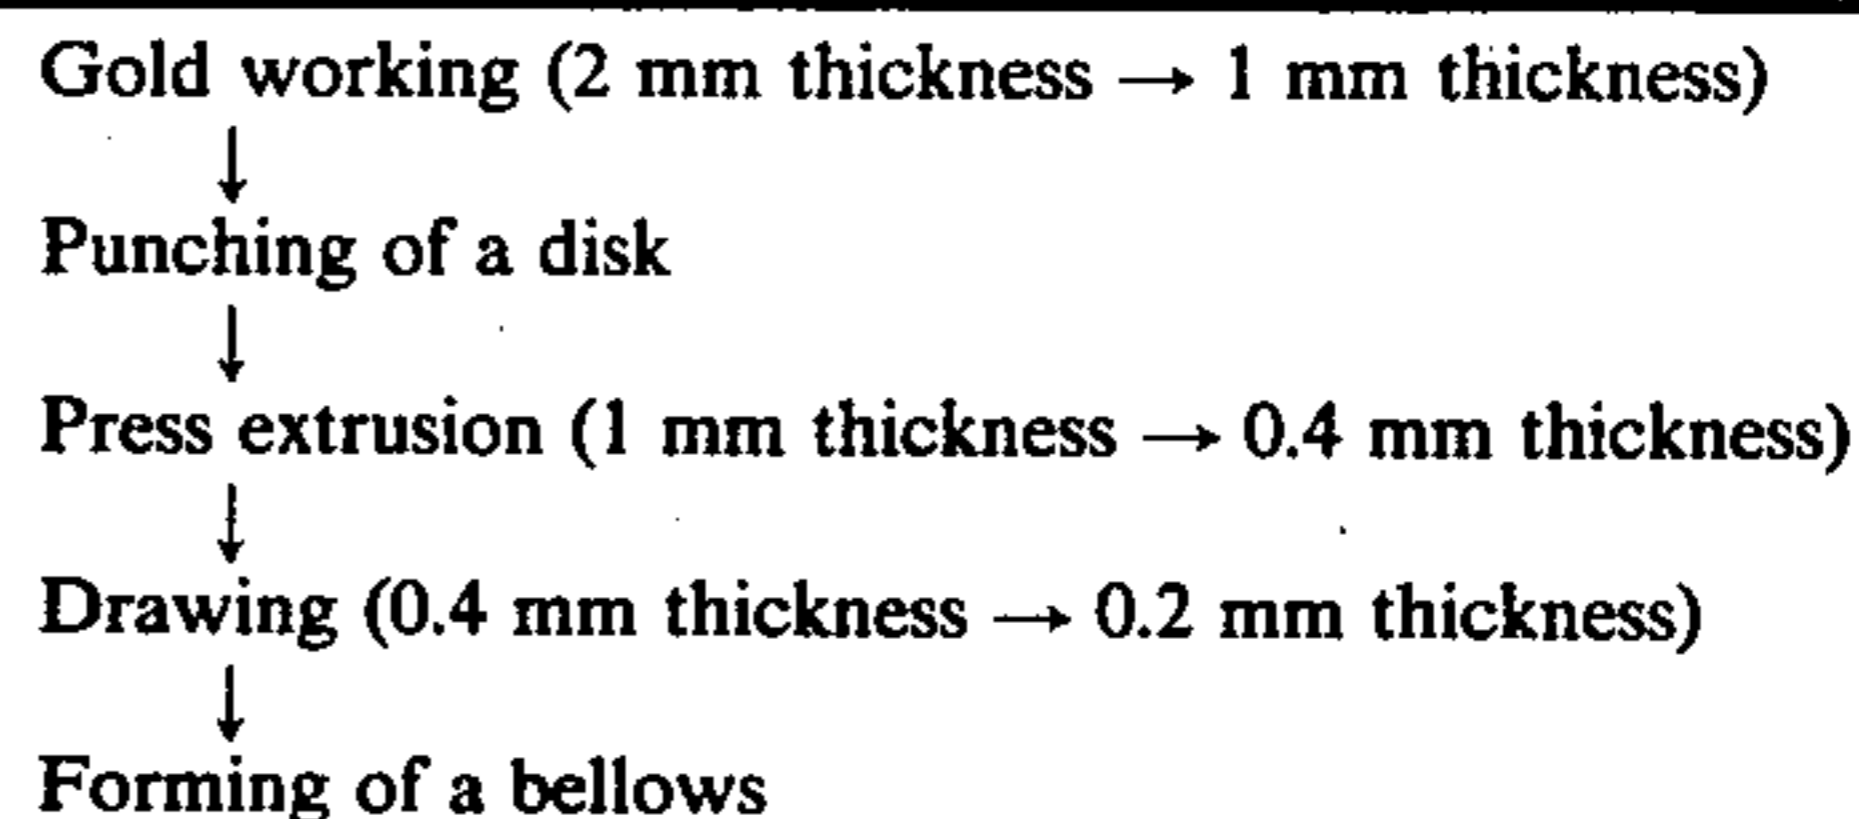 Gold working (2 mm thickness → 1 mm thickness)
↓
Punching of a disk
↓
Press extrusion (1 mm thickness → 0.4 mm thickness)
↓
Drawing (0.4 mm thickness → 0.2 mm thickness)
↓
Forming of a bellows